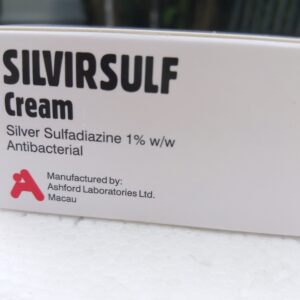 SILVIRSULF
Cream
Silver Sulfadiazine 1% w/w
Antibacterial
Manufactured by:
Ashford Laboratories Ltd.
Macau